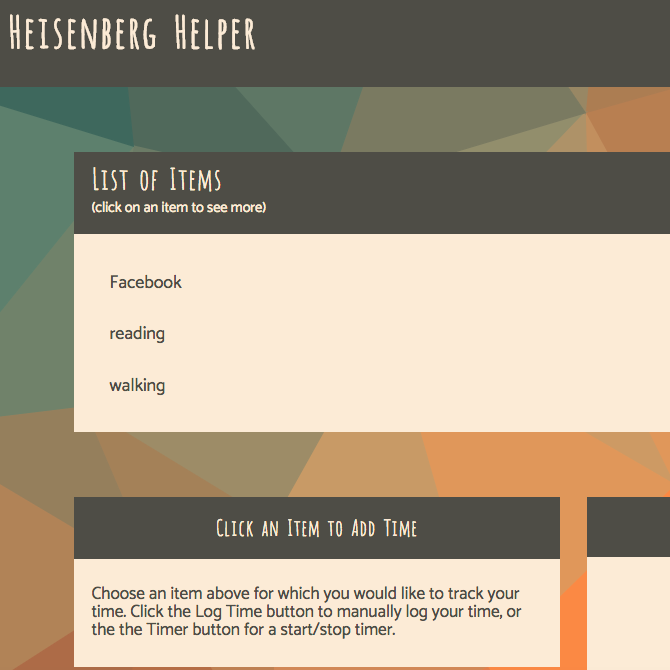 Heisenberg Helper
List of Items
(click on an item to see more)
Facebook
reading
walking
Click an Item to Add Time
Choose an item above for which you would like to track your
time. Click the Log Time button to manually log your time, or
the the Timer button for a start/stop timer.